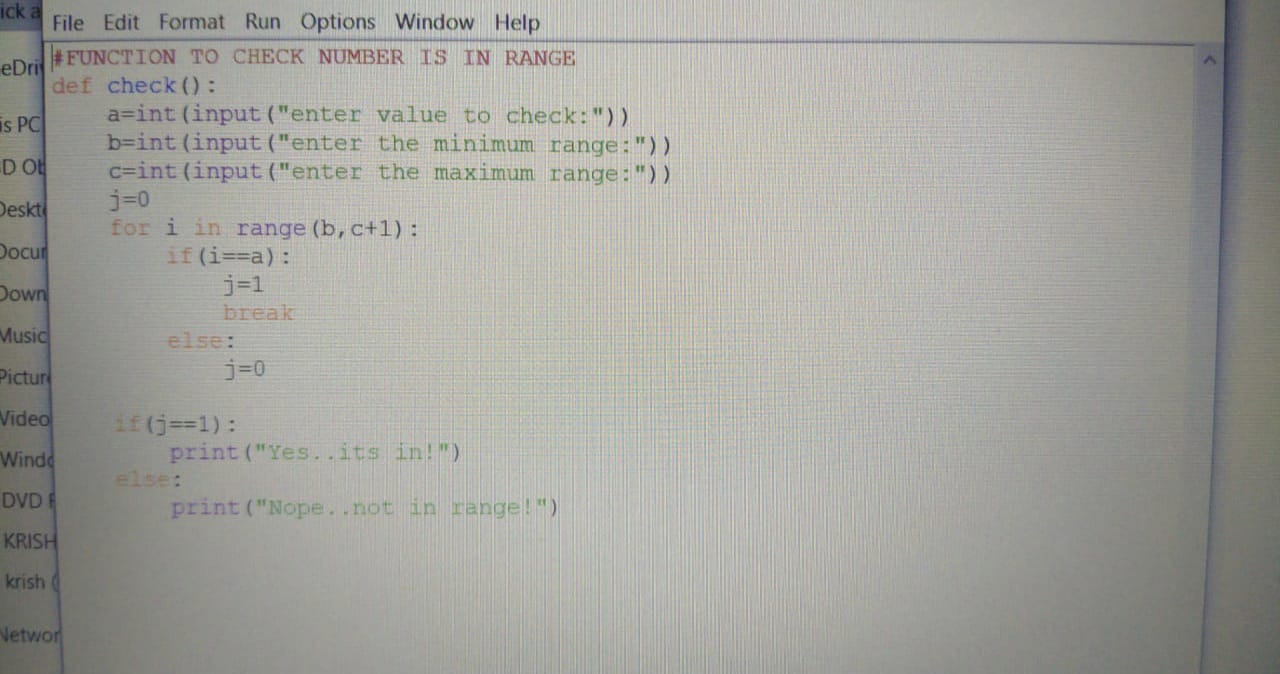 File Edit Format Run Options Window Help
#FUNCTION TO CHECK NUMBER IS IN RANGE
def check():
    a=int(input("enter value to check:"))
    b=int(input("enter the minimum range:"))
    c=int(input("enter the maximum range:"))
    j=0
    for i in range(b,c+1):
        if(i==a):
            j=1
            break
        else:
            j=0

    if(j==1):
        print("Yes..its in!")
    else:
        print("Nope..not in range!")
ick a
eDri
is PC
D Ob
Deskt
Docur
Down
Music
Pictur
Video
Windo
DVD
KRISH
krish
Networ